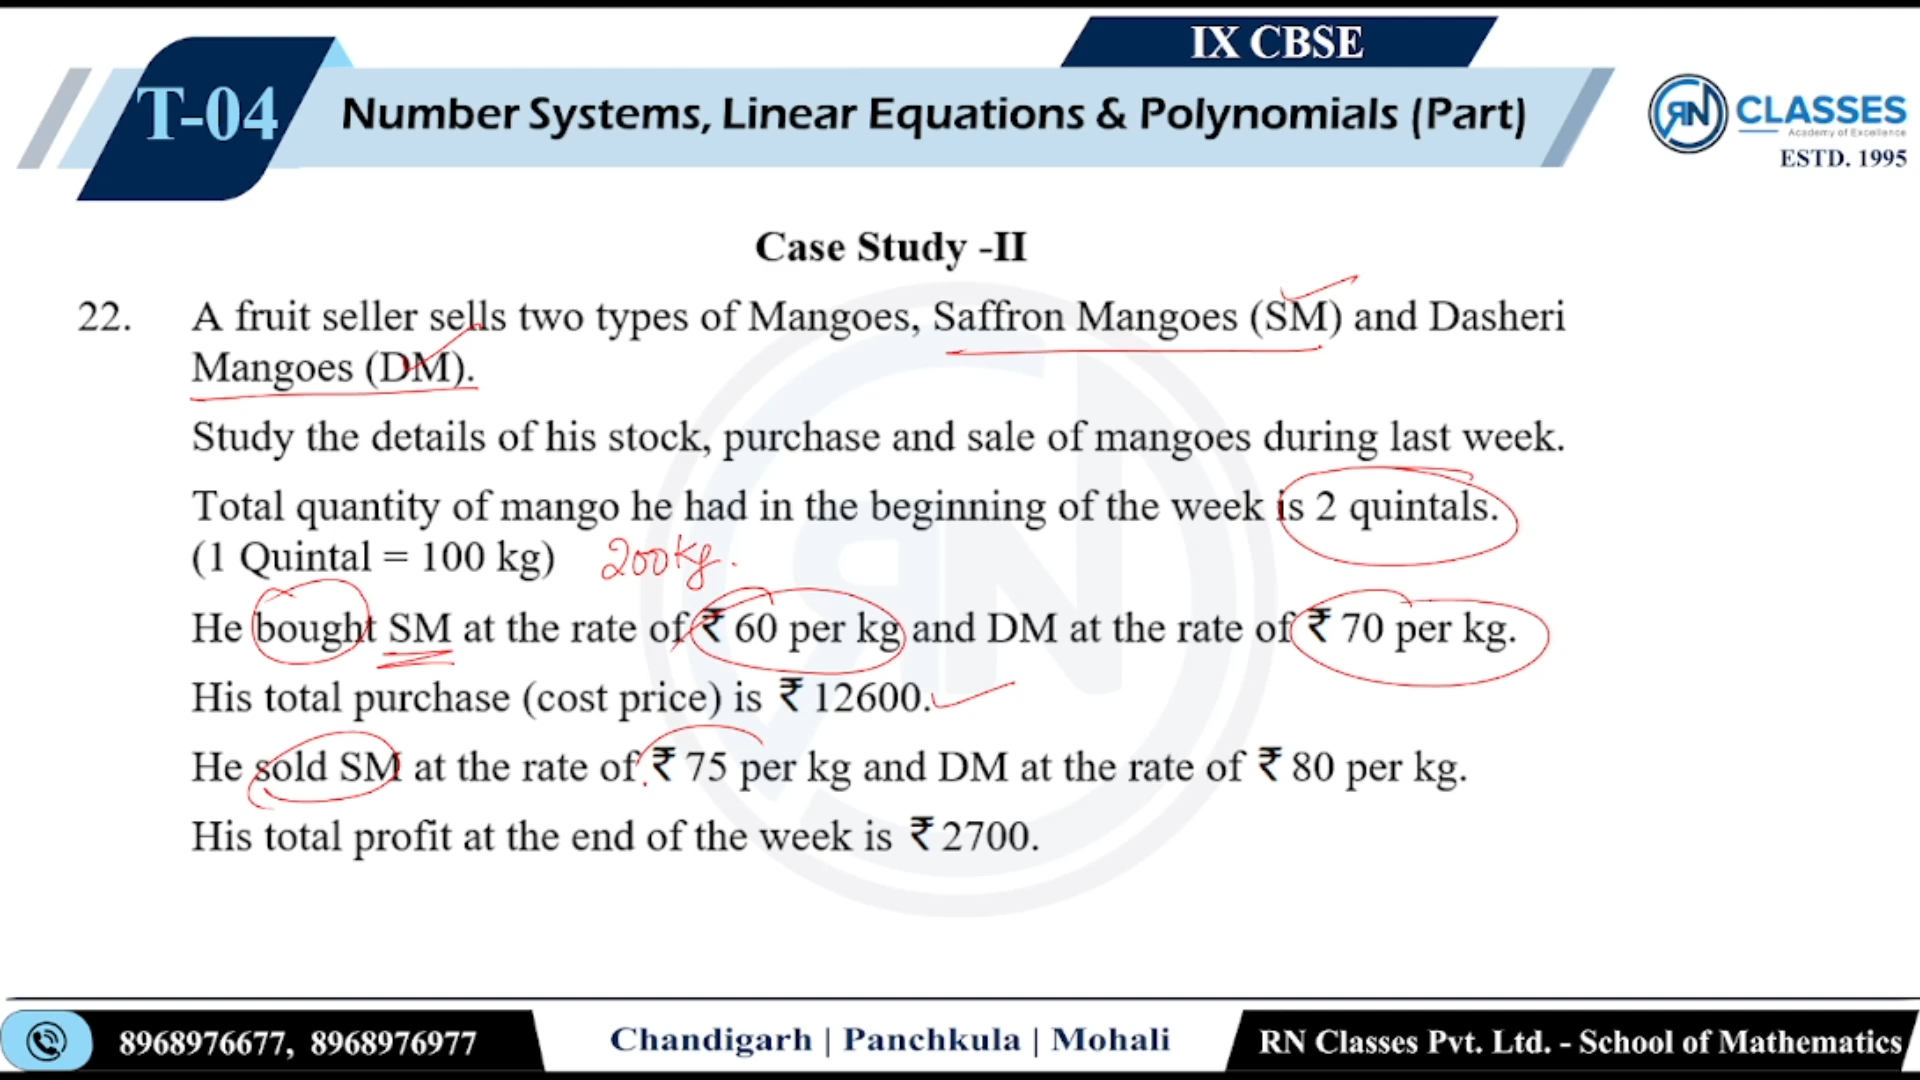 IX CBSE
T-04
Number Systems, Linear Equations & Polynomials (Part)
RN CLASSES
Academy of Excellence
ESTD. 1995
Case Study -II
22. A fruit seller sells two types of Mangoes, Saffron Mangoes (SM) and Dasheri
Mangoes (DM).
Study the details of his stock, purchase and sale of mangoes during last week.
Total quantity of mango he had in the beginning of the week is 2 quintals.
(1 Quintal = 100 kg) 200kg.
He bought SM at the rate of ₹ 60 per kg and DM at the rate of ₹ 70 per kg.
His total purchase (cost price) is ₹ 12600.
He sold SM at the rate of ₹ 75 per kg and DM at the rate of ₹ 80 per kg.
His total profit at the end of the week is ₹ 2700.
8968976677, 8968976977
Chandigarh | Panchkula | Mohali
RN Classes Pvt. Ltd. - School of Mathematics